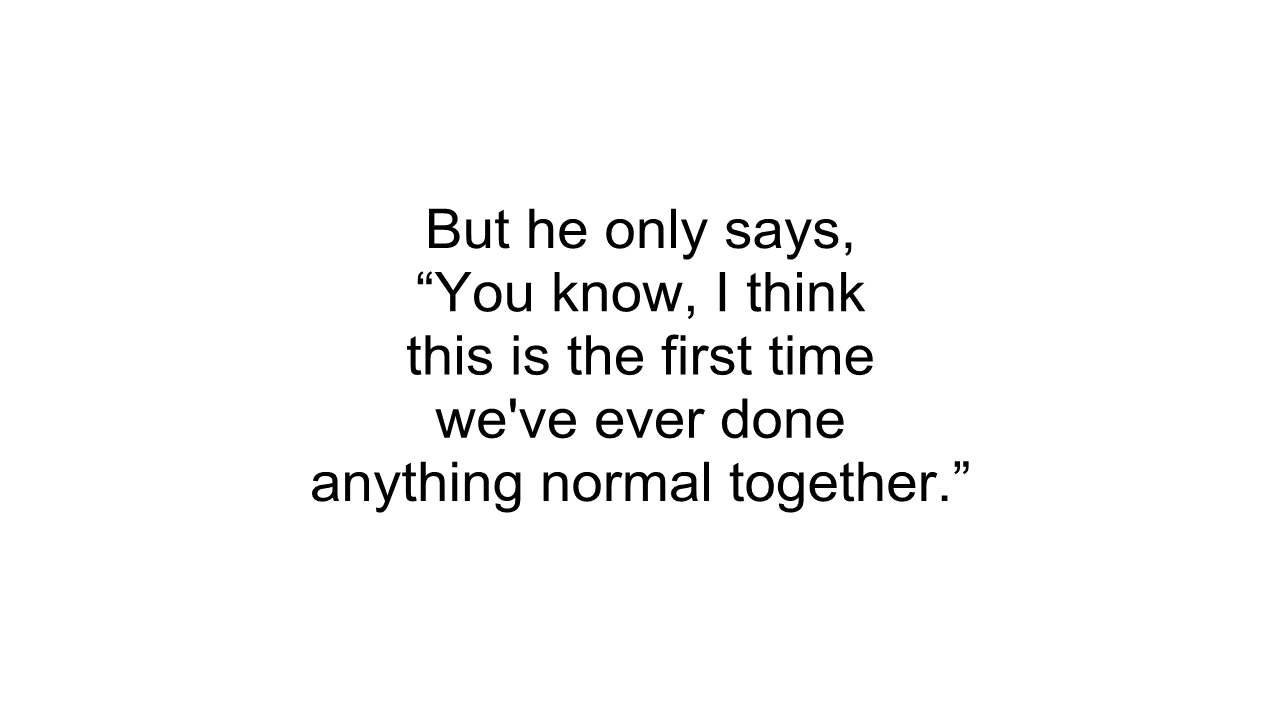 But he only says,
“You know, I think
this is the first time
we've ever done
anything normal together.”